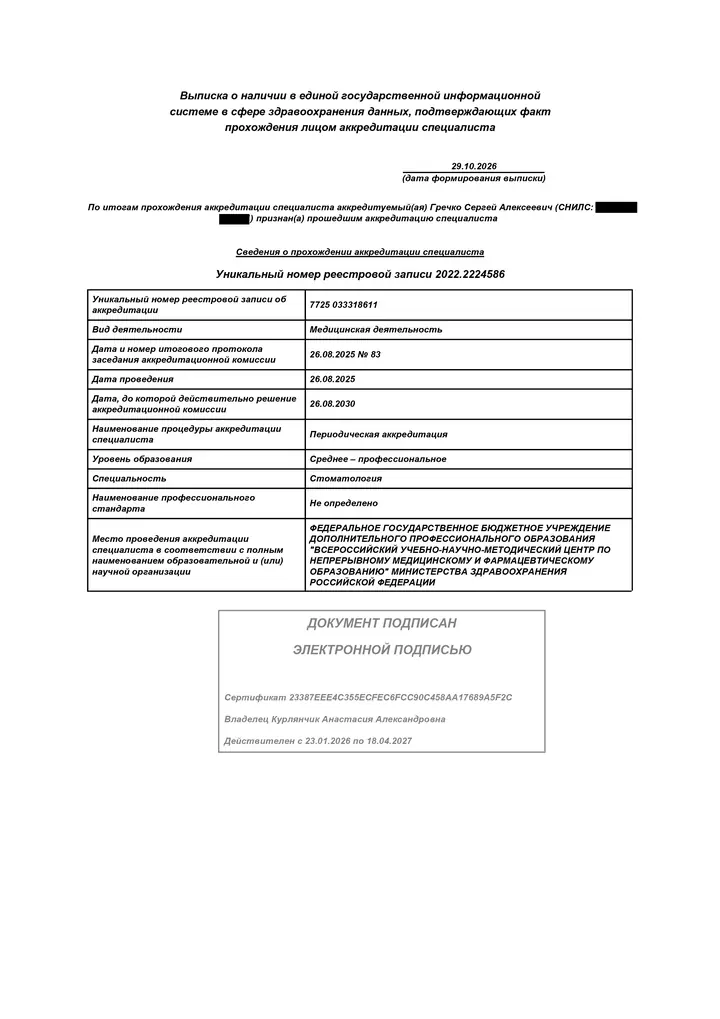 Выписка о наличии в единой государственной информационной
системе в сфере здравоохранения данных, подтверждающих факт
прохождения лицом аккредитации специалиста
29.10.2026
(дата формирования выписки)
По итогам прохождения аккредитации специалиста аккредитуемый(ая) Гречко Сергей Алексеевич (СНИЛС:
) признан(а) прошедшим аккредитацию специалиста
Сведения о прохождении аккредитации специалиста
Уникальный номер реестровой записи 2022.2224586
Уникальный номер реестровой записи об
аккредитации
7725 033318611
Вид деятельности
Медицинская деятельность
Дата и номер итогового протокола
заседания аккредитационной комиссии
26.08.2025 № 83
Дата проведения
26.08.2025
Дата, до которой действительно решение
аккредитационной комиссии
26.08.2030
Наименование процедуры аккредитации
специалиста
Периодическая аккредитация
Уровень образования
Среднее – профессиональное
Специальность
Стоматология
Наименование профессионального
стандарта
Не определено
Место проведения аккредитации
специалиста в соответствии с полным
наименованием образовательной и (или)
научной организации
ФЕДЕРАЛЬНОЕ ГОСУДАРСТВЕННОЕ БЮДЖЕТНОЕ УЧРЕЖДЕНИЕ
ДОПОЛНИТЕЛЬНОГО ПРОФЕССИОНАЛЬНОГО ОБРАЗОВАНИЯ
"ВСЕРОССИЙСКИЙ УЧЕБНО-НАУЧНО-МЕТОДИЧЕСКИЙ ЦЕНТР ПО
НЕПРЕРЫВНОМУ МЕДИЦИНСКОМУ И ФАРМАЦЕВТИЧЕСКОМУ
ОБРАЗОВАНИЮ" МИНИСТЕРСТВА ЗДРАВООХРАНЕНИЯ
РОССИЙСКОЙ ФЕДЕРАЦИИ
ДОКУМЕНТ ПОДПИСАН
ЭЛЕКТРОННОЙ ПОДПИСЬЮ
Сертификат 23387EEE4C355ECFEC6FCC90C458AA17689A5F2C
Владелец Курлянчик Анастасия Александровна
Действителен с 23.01.2026 по 18.04.2027